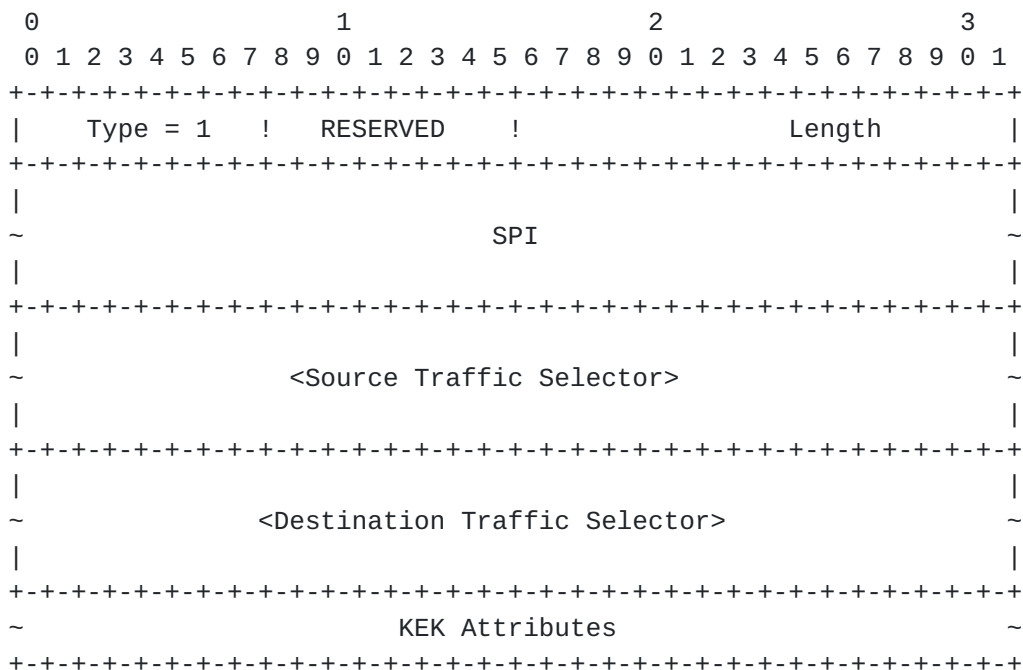 0                   1                   2                   3
 0 1 2 3 4 5 6 7 8 9 0 1 2 3 4 5 6 7 8 9 0 1 2 3 4 5 6 7 8 9 0 1
+-+-+-+-+-+-+-+-+-+-+-+-+-+-+-+-+-+-+-+-+-+-+-+-+-+-+-+-+-+-+-+-+
|    Type = 1   !   RESERVED    !                 Length        |
+-+-+-+-+-+-+-+-+-+-+-+-+-+-+-+-+-+-+-+-+-+-+-+-+-+-+-+-+-+-+-+-+
|                                                               |
~                              SPI                              ~
|                                                               |
+-+-+-+-+-+-+-+-+-+-+-+-+-+-+-+-+-+-+-+-+-+-+-+-+-+-+-+-+-+-+-+-+
|                                                               |
~                 <Source Traffic Selector>                     ~
|                                                               |
+-+-+-+-+-+-+-+-+-+-+-+-+-+-+-+-+-+-+-+-+-+-+-+-+-+-+-+-+-+-+-+-+
|                                                               |
~               <Destination Traffic Selector>                  ~
|                                                               |
+-+-+-+-+-+-+-+-+-+-+-+-+-+-+-+-+-+-+-+-+-+-+-+-+-+-+-+-+-+-+-+-+
~                        KEK Attributes                         ~
+-+-+-+-+-+-+-+-+-+-+-+-+-+-+-+-+-+-+-+-+-+-+-+-+-+-+-+-+-+-+-+-+